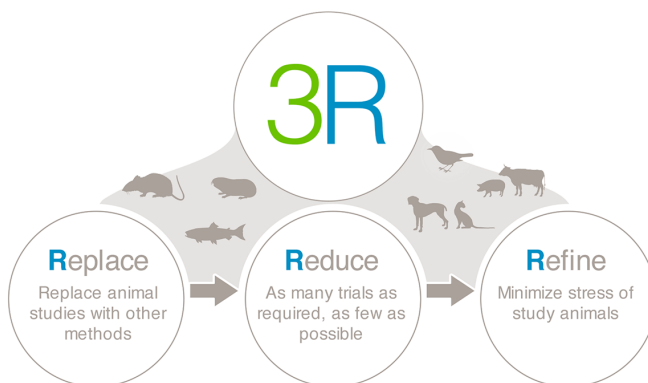 3R
Replace
Replace animal
studies with other
methods
Reduce
As many trials as
required, as few as
possible
Refine
Minimize stress of
study animals